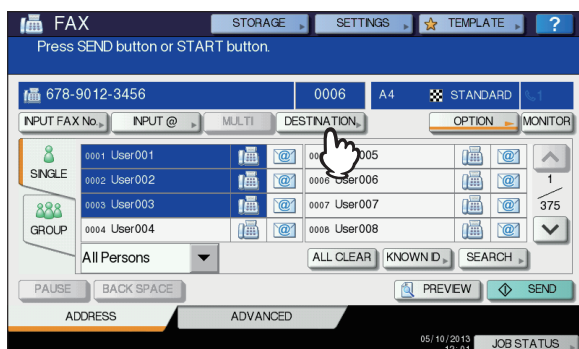 FAX STORAGE SETTINGS TEMPLATE ?
Press SEND button or START button.
678-9012-3456 0006 A4 STANDARD 1
INPUT FAX No. INPUT @ MULTI DESTINATION OPTION MONITOR
SINGLE
0001 User001
0002 User002
0003 User003
0004 User004
0006 User006
0007 User007
0008 User008
1
375
GROUP
All Persons ALL CLEAR KNOWN ID SEARCH
PAUSE BACK SPACE PREVIEW SEND
ADDRESS ADVANCED
05/10/2013
JOB STATUS